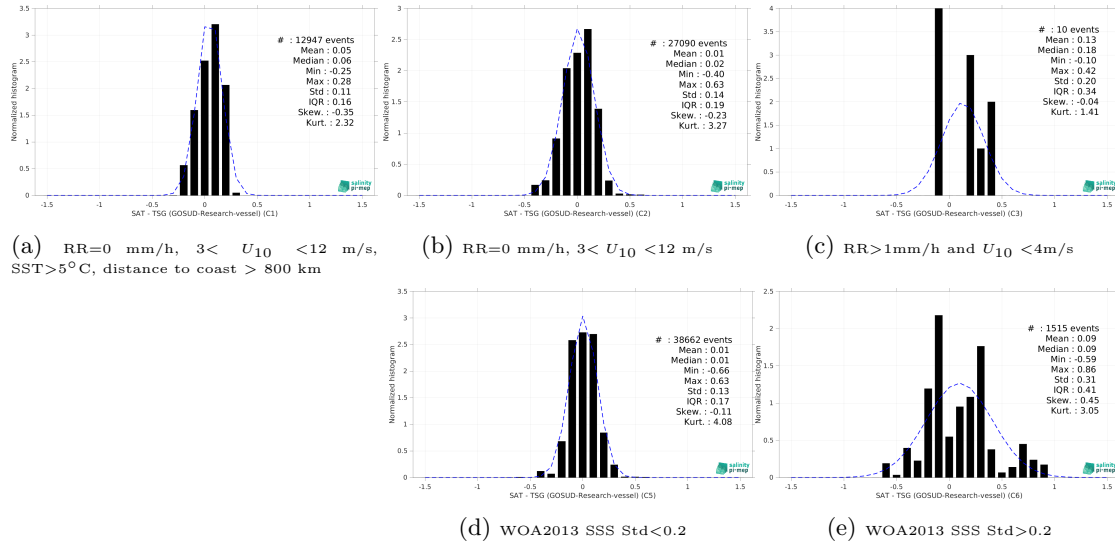 3.5
3
2.5
2
1.5
1
0.5
0
Normalized histogram
# : 12947 events
Mean : 0.05
Median : 0.06
Min : -0.25
Max : 0.28
Std : 0.11
IQR : 0.16
Skew. : -0.35
Kurt. : 2.32
salinity
pi-mep
-1.5 -1 -0.5 0 0.5 1 1.5
SAT - TSG (GOSUD-Research-vessel) (C1)
(a) RR=0 mm/h, 3< U10 <12 m/s,
SST>5°C, distance to coast > 800 km
3
2.5
2
1.5
1
0.5
0
Normalized histogram
# : 27090 events
Mean : 0.01
Median : 0.02
Min : -0.40
Max : 0.63
Std : 0.14
IQR : 0.19
Skew. : -0.23
Kurt. : 3.27
salinity
pi-mep
-1.5 -1 -0.5 0 0.5 1 1.5
SAT - TSG (GOSUD-Research-vessel) (C2)
(b) RR=0 mm/h, 3< U10 <12 m/s
4
3.5
3
2.5
2
1.5
1
0.5
0
Normalized histogram
# : 10 events
Mean : 0.13
Median : 0.18
Min : -0.10
Max : 0.42
Std : 0.20
IQR : 0.34
Skew. : -0.04
Kurt. : 1.41
salinity
pi-mep
-1.5 -1 -0.5 0 0.5 1 1.5
SAT - TSG (GOSUD-Research-vessel) (C3)
(c) RR>1mm/h and U10 <4m/s
3.5
3
2.5
2
1.5
1
0.5
0
Normalized histogram
# : 38662 events
Mean : 0.01
Median : 0.01
Min : -0.66
Max : 0.63
Std : 0.13
IQR : 0.17
Skew. : -0.11
Kurt. : 4.08
salinity
pi-mep
-1.5 -1 -0.5 0 0.5 1 1.5
SAT - TSG (GOSUD-Research-vessel) (C5)
(d) WOA2013 SSS Std<0.2
2.5
2
1.5
1
0.5
0
Normalized histogram
# : 1515 events
Mean : 0.09
Median : 0.09
Min : -0.59
Max : 0.86
Std : 0.31
IQR : 0.41
Skew. : 0.45
Kurt. : 3.05
salinity
pi-mep
-1.5 -1 -0.5 0 0.5 1 1.5
SAT - TSG (GOSUD-Research-vessel) (C6)
(e) WOA2013 SSS Std>0.2